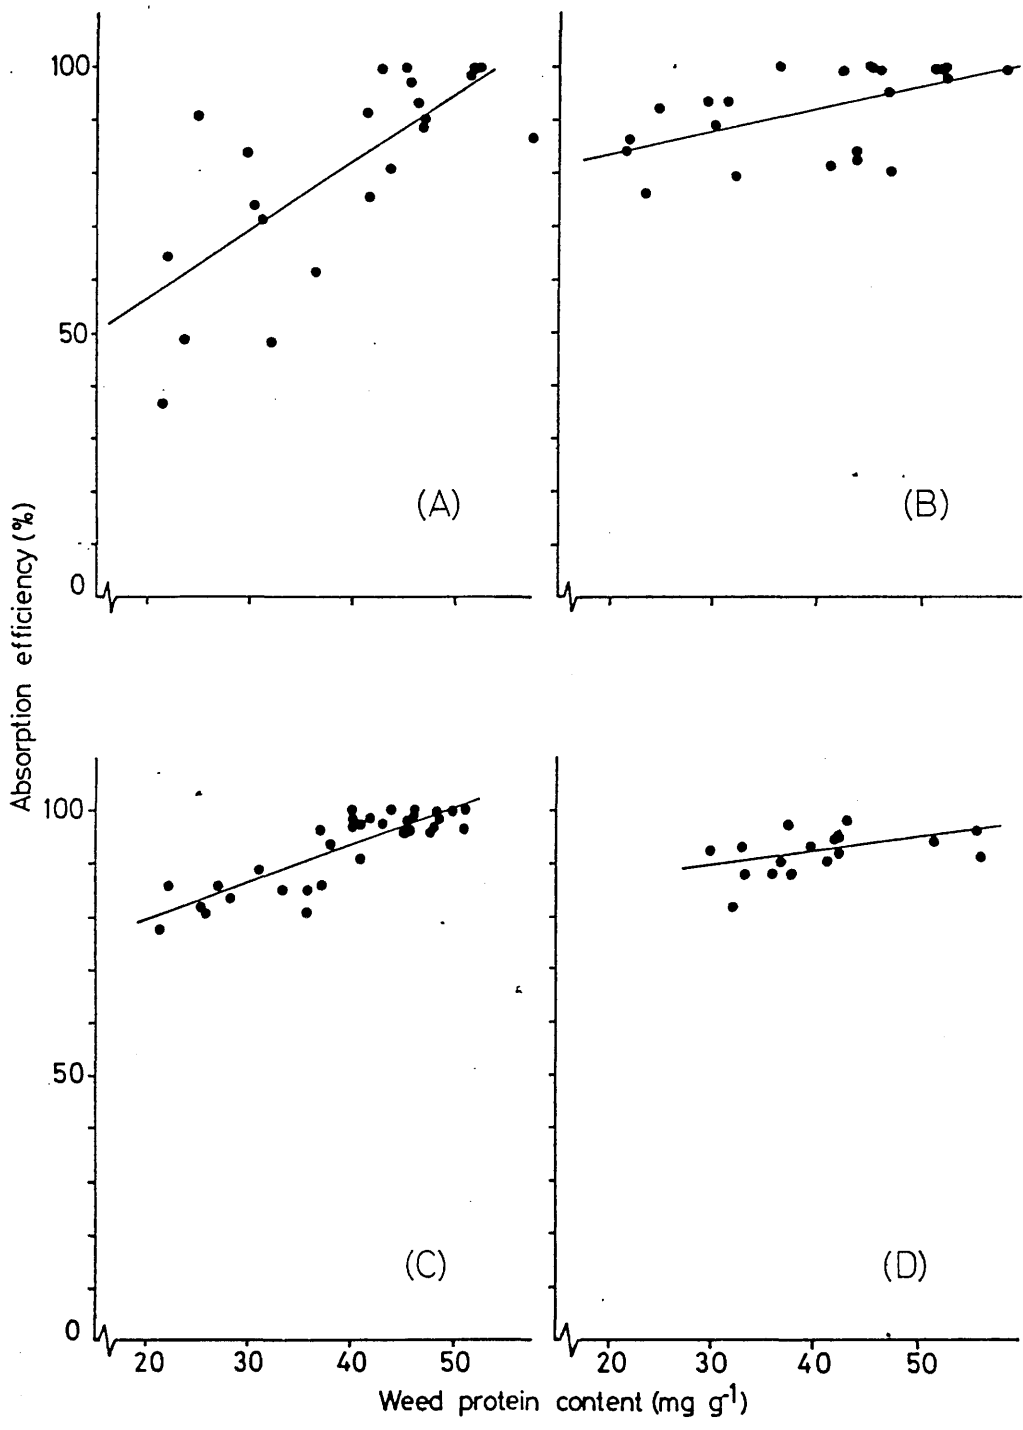 100
50
0
(A)
(B)
Absorption efficiency (%)
100
50
0
(C)
(D)
20 30 40 50 20 30 40 50
Weed protein content (mg g⁻¹)